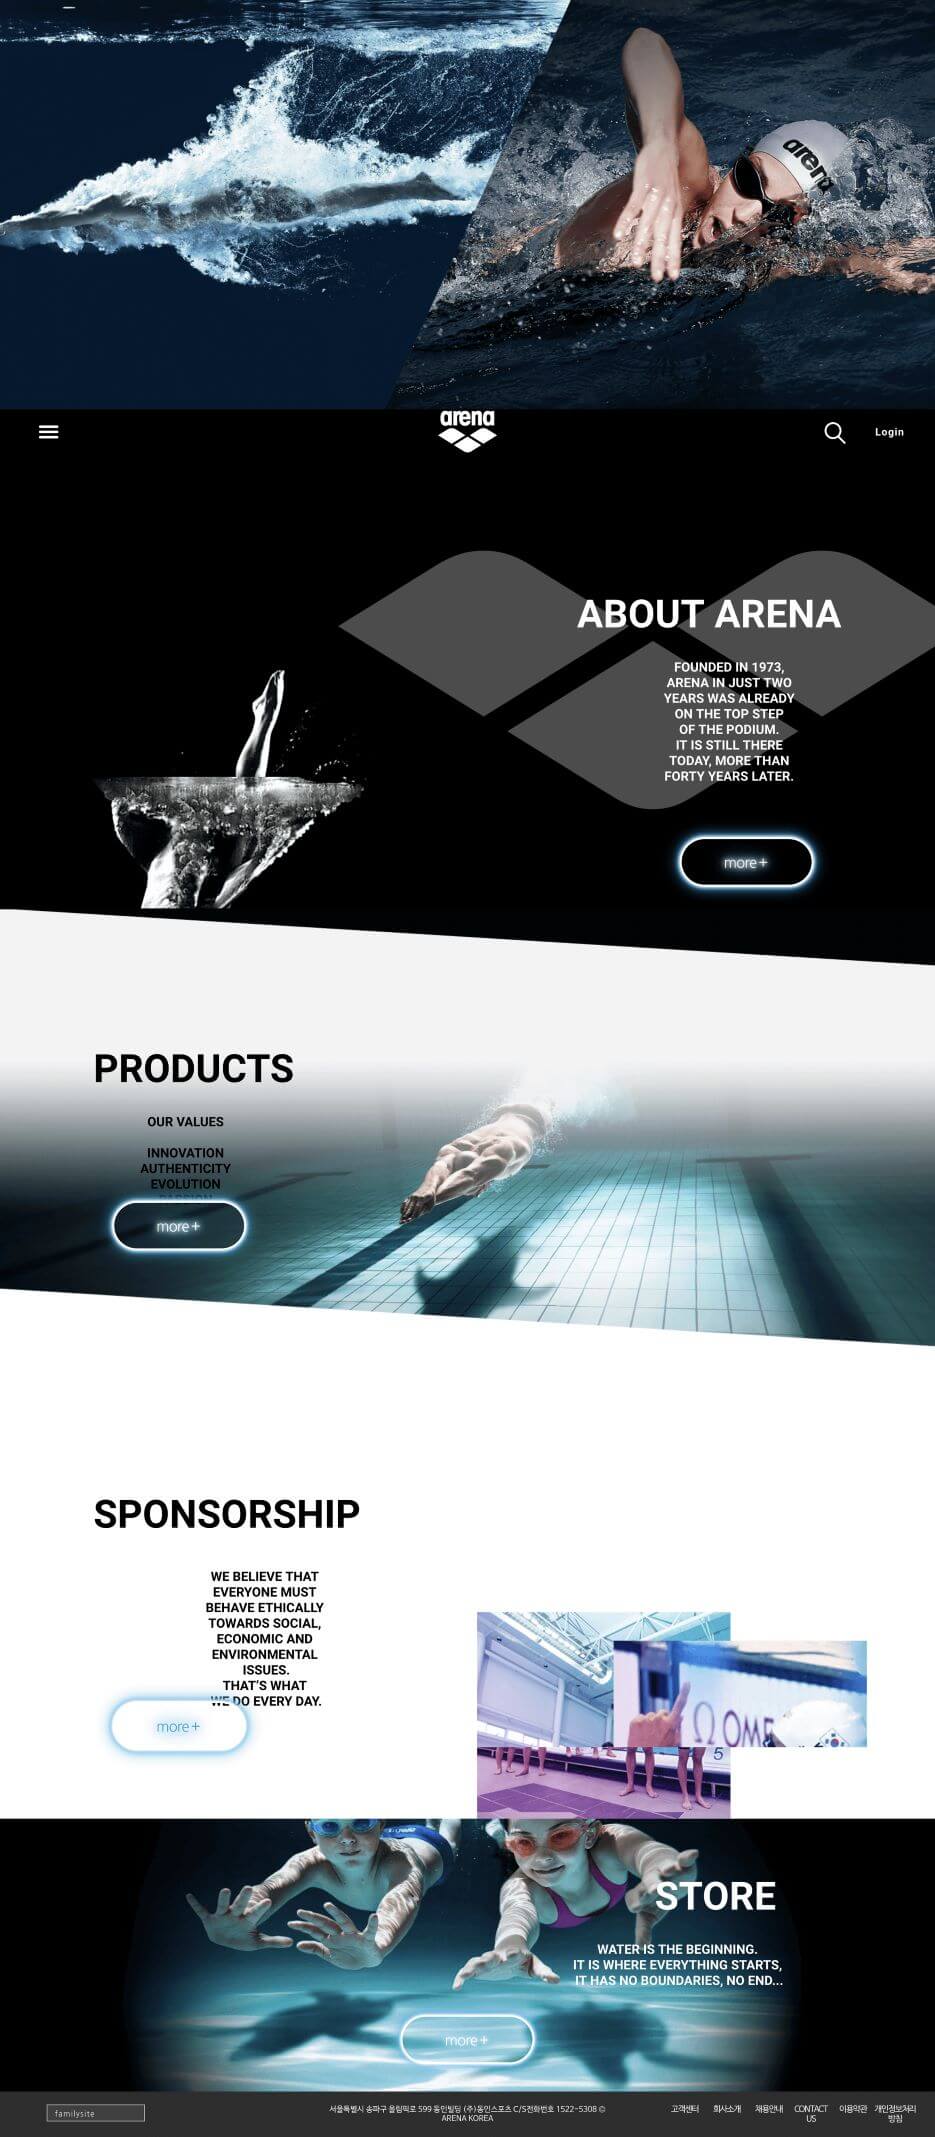 arena
arena
Login
ABOUT ARENA
FOUNDED IN 1973,
ARENA IN JUST TWO
YEARS WAS ALREADY
ON THE TOP STEP
OF THE PODIUM.
IT IS STILL THERE
TODAY, MORE THAN
FORTY YEARS LATER.
more+
PRODUCTS
OUR VALUES
INNOVATION
AUTHENTICITY
EVOLUTION
PASSION
more+
SPONSORSHIP
WE BELIEVE THAT
EVERYONE MUST
BEHAVE ETHICALLY
TOWARDS SOCIAL,
ECONOMIC AND
ENVIRONMENTAL
ISSUES.
THAT'S WHAT
WE DO EVERY DAY.
more+
Ω OME
5
STORE
WATER IS THE BEGINNING.
IT IS WHERE EVERYTHING STARTS,
IT HAS NO BOUNDARIES, NO END...
more+
familysite
서울특별시 송파구 올림픽로 599 동인빌딩 (주)동인스포츠 C/S전화번호 1522-5308 ©
ARENA KOREA
고객센터 회사소개 채용안내 CONTACT US 이용약관 개인정보처리방침